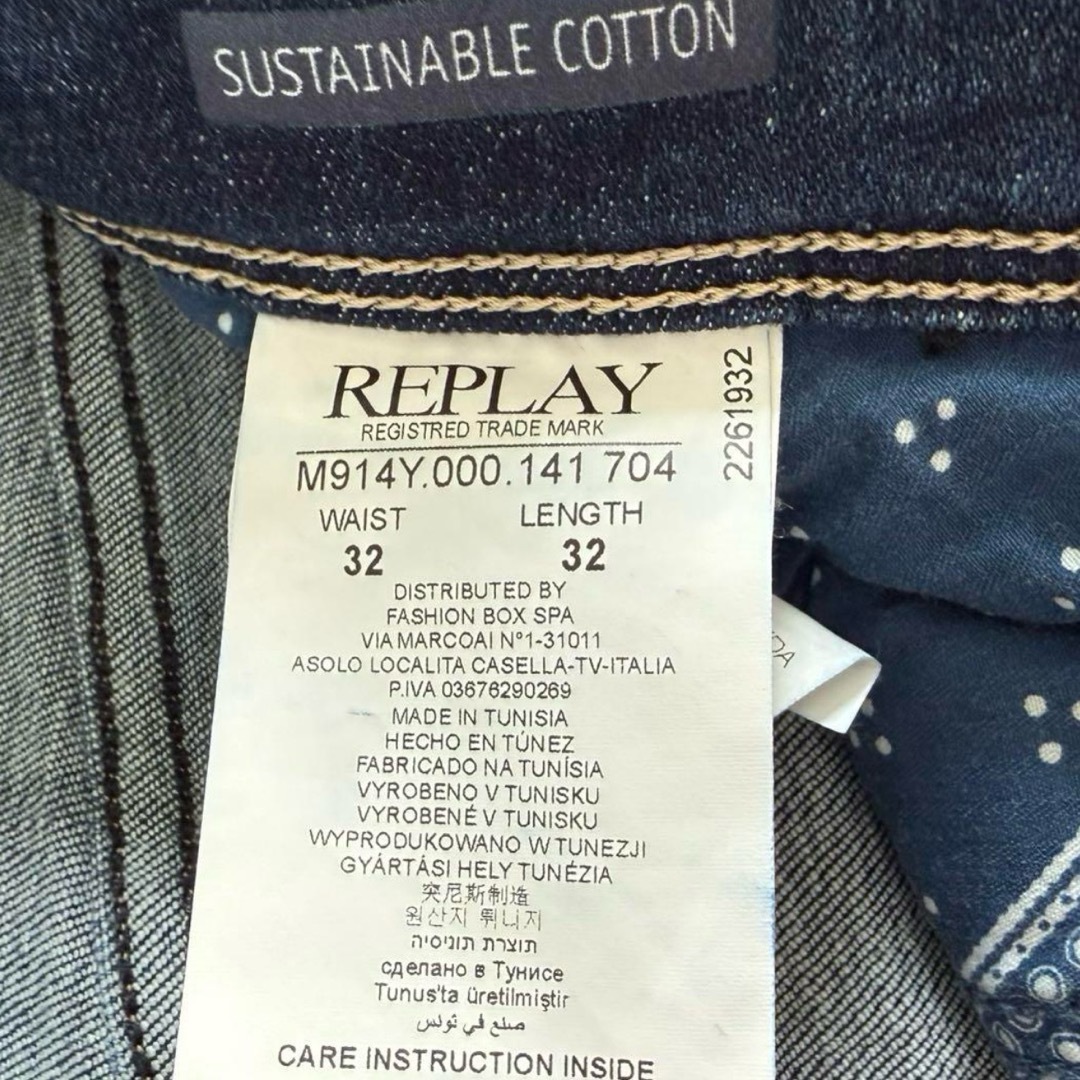 SUSTAINABLE COTTON
REPLAY
REGISTRED TRADE MARK
2261932
M914Y.000.141 704
WAIST LENGTH
32 32
DISTRIBUTED BY
FASHION BOX SPA
VIA MARCOAI N°1-31011
ASOLO LOCALITA CASELLA-TV-ITALIA
P.IVA 03676290269
MADE IN TUNISIA
HECHO EN TÚNEZ
FABRICADO NA TUNÍSIA
VYROBENO V TUNISKU
VYROBENÉ V TUNISKU
WYPRODUKOWANO W TUNEZJI
GYÁRTÁSI HELY TUNÉZIA
突尼斯制造
원산지 튀니지
תוצרת תוניסיה
сделано в Тунисе
Tunus'ta üretilmiştir
صنع في تونس
CARE INSTRUCTION INSIDE